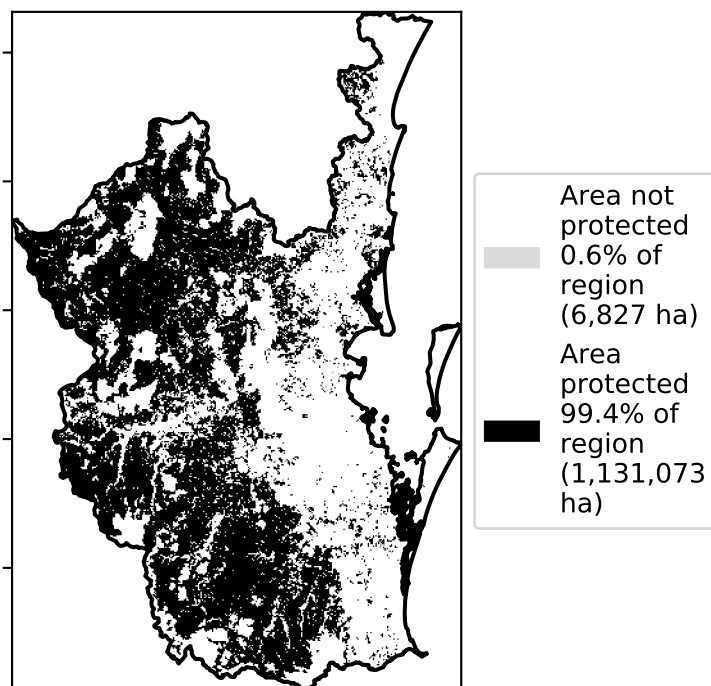 Area not
protected
0.6% of
region
(6,827 ha)
Area
protected
99.4% of
region
(1,131,073
ha)